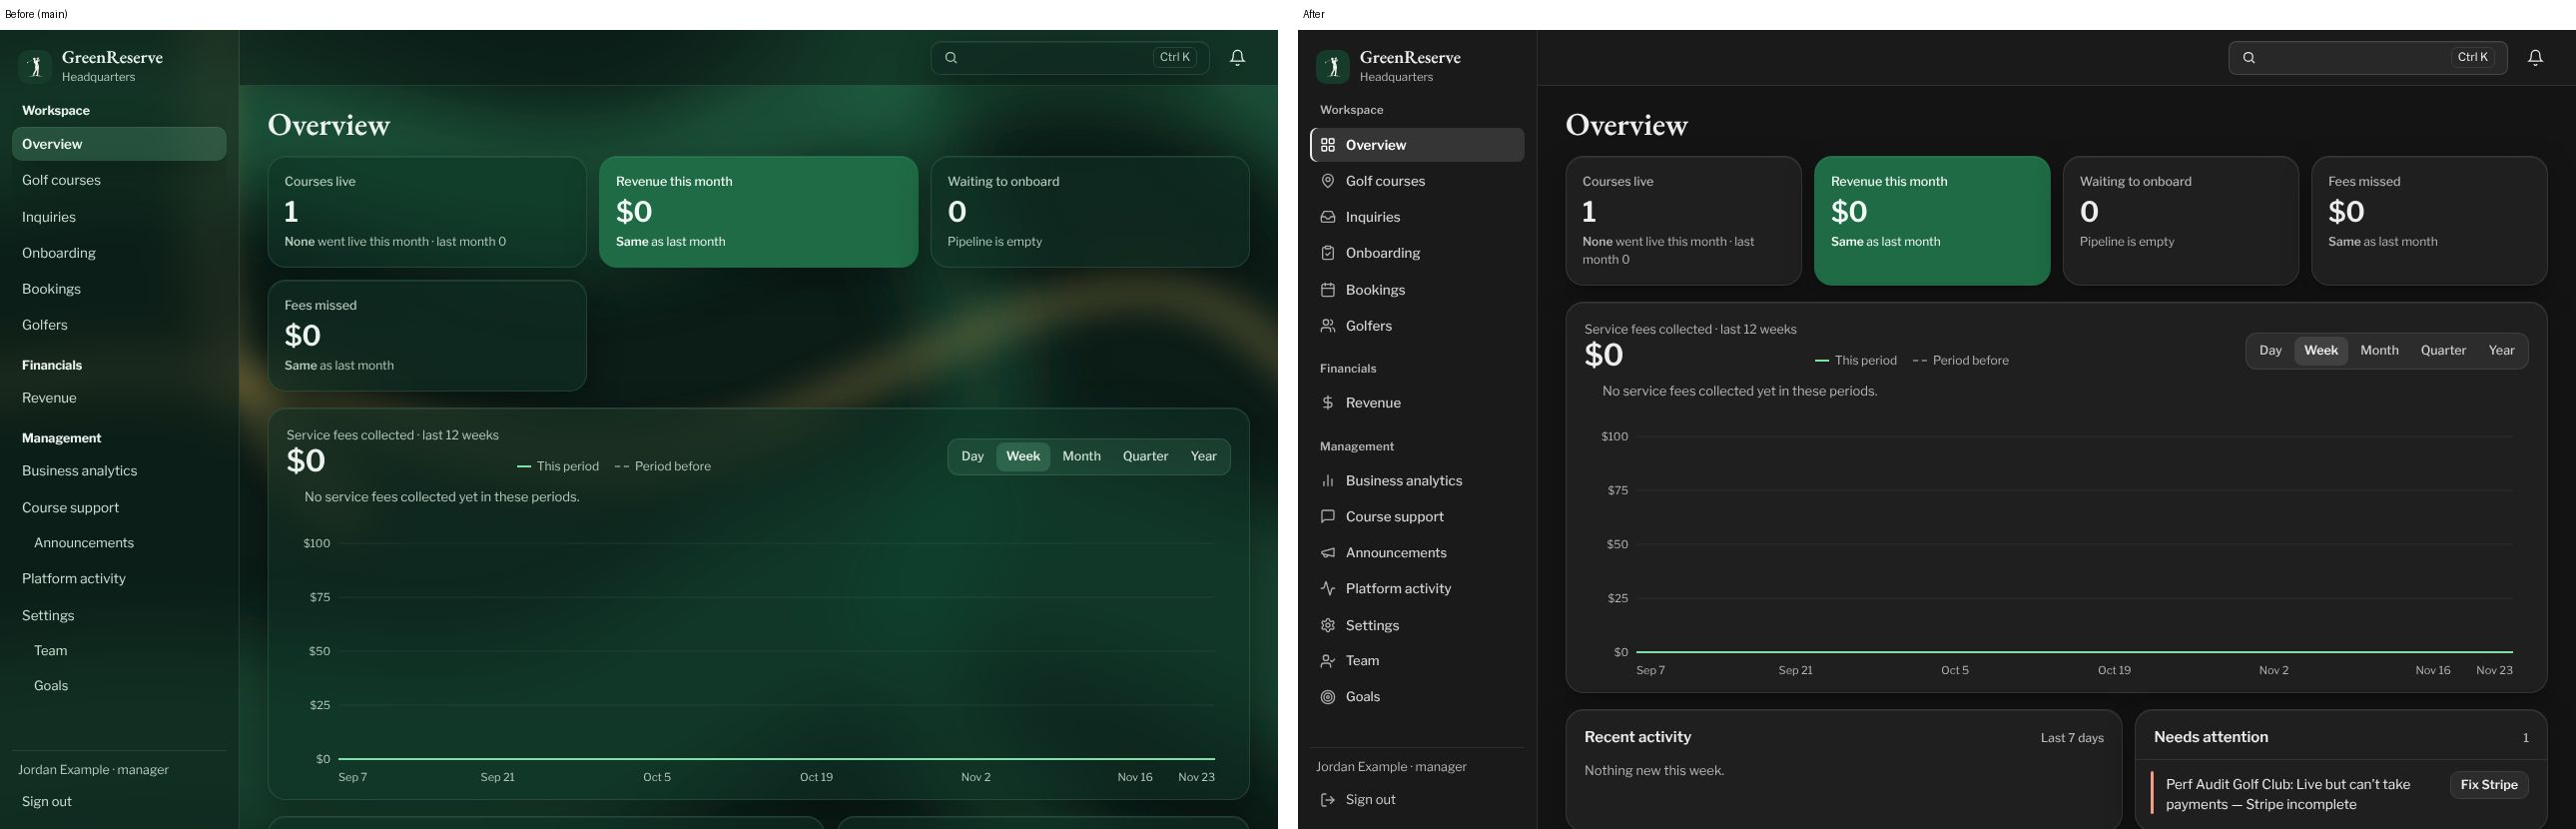 Before (main)
GreenReserve
Headquarters
Workspace
Overview
Golf courses
Inquiries
Onboarding
Bookings
Golfers
Financials
Revenue
Management
Business analytics
Course support
Announcements
Platform activity
Settings
Team
Goals
Jordan Example · manager
Sign out
Ctrl K
Overview
Courses live
1
None went live this month · last month 0
Revenue this month
$0
Same as last month
Waiting to onboard
0
Pipeline is empty
Fees missed
$0
Same as last month
Service fees collected · last 12 weeks
$0
This period
Period before
Day
Week
Month
Quarter
Year
No service fees collected yet in these periods.
$100
$75
$50
$25
$0
Sep 7
Sep 21
Oct 5
Oct 19
Nov 2
Nov 16
Nov 23
After
GreenReserve
Headquarters
Workspace
Overview
Golf courses
Inquiries
Onboarding
Bookings
Golfers
Financials
Revenue
Management
Business analytics
Course support
Announcements
Platform activity
Settings
Team
Goals
Jordan Example · manager
Sign out
Ctrl K
Overview
Courses live
1
None went live this month · last
month 0
Revenue this month
$0
Same as last month
Waiting to onboard
0
Pipeline is empty
Fees missed
$0
Same as last month
Service fees collected · last 12 weeks
$0
This period
Period before
Day
Week
Month
Quarter
Year
No service fees collected yet in these periods.
$100
$75
$50
$25
$0
Sep 7
Sep 21
Oct 5
Oct 19
Nov 2
Nov 16
Nov 23
Recent activity
Last 7 days
Nothing new this week.
Needs attention
1
Perf Audit Golf Club: Live but can’t take
payments — Stripe incomplete
Fix Stripe